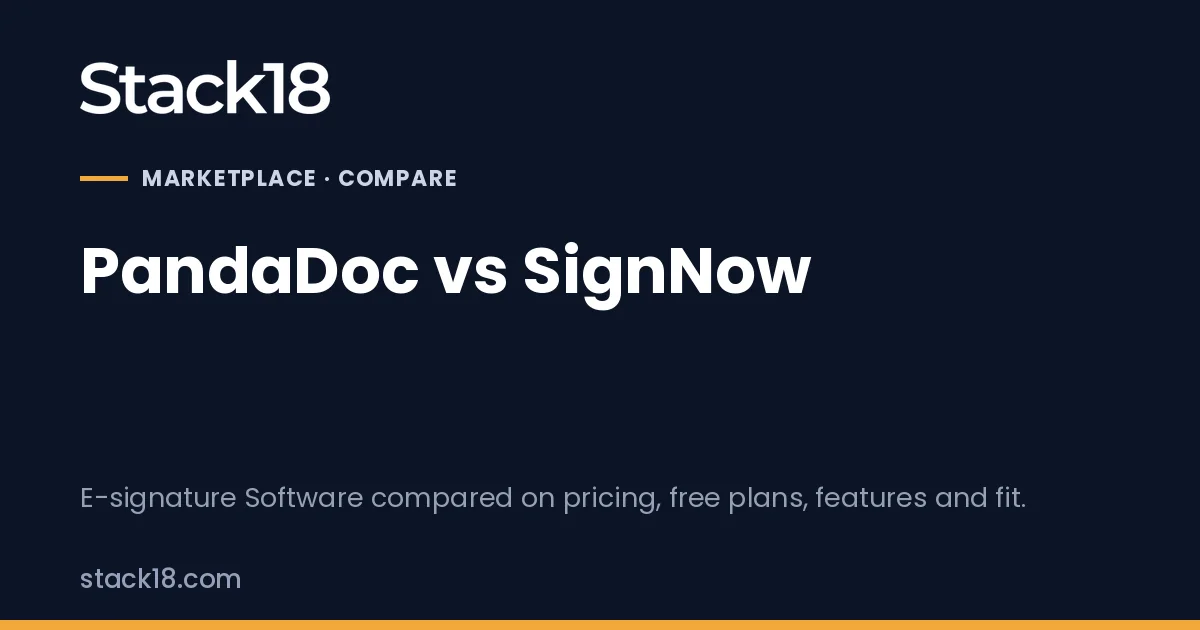 Stack18
MARKETPLACE · COMPARE
PandaDoc vs SignNow
E-signature Software compared on pricing, free plans, features and fit.
stack18.com